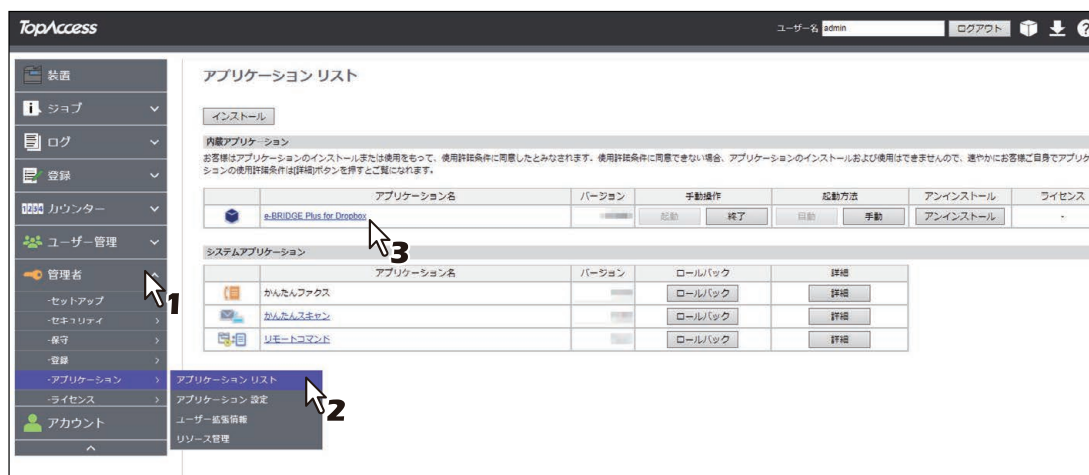 TopAccess
ユーザー名 admin ログアウト
装置
ジョブ
ログ
登録
カウンター
ユーザー管理
管理者
1
-セットアップ
-セキュリティ
-保守
-登録
-アプリケーション
-ライセンス
アカウント
アプリケーション リスト
アプリケーション 設定
ユーザー拡張情報
リソース管理
2
アプリケーション リスト
インストール
内蔵アプリケーション
お客様はアプリケーションのインストールまたは使用をもって、使用許諾条件に同意したとみなされます。使用許諾条件に同意できない場合、アプリケーションのインストールおよび使用はできませんので、速やかにお客様ご自身でアプリケ
ションの使用許諾条件は[詳細]ボタンを押すとご覧になれます。
アプリケーション名 バージョン 手動操作 起動方法 アンインストール ライセンス
e-BRIDGE Plus for Dropbox 起動 終了 自動 手動 アンインストール -
3
システムアプリケーション
アプリケーション名 バージョン ロールバック 詳細
かんたんファクス ロールバック 詳細
かんたんスキャン ロールバック 詳細
リモートコマンド ロールバック 詳細